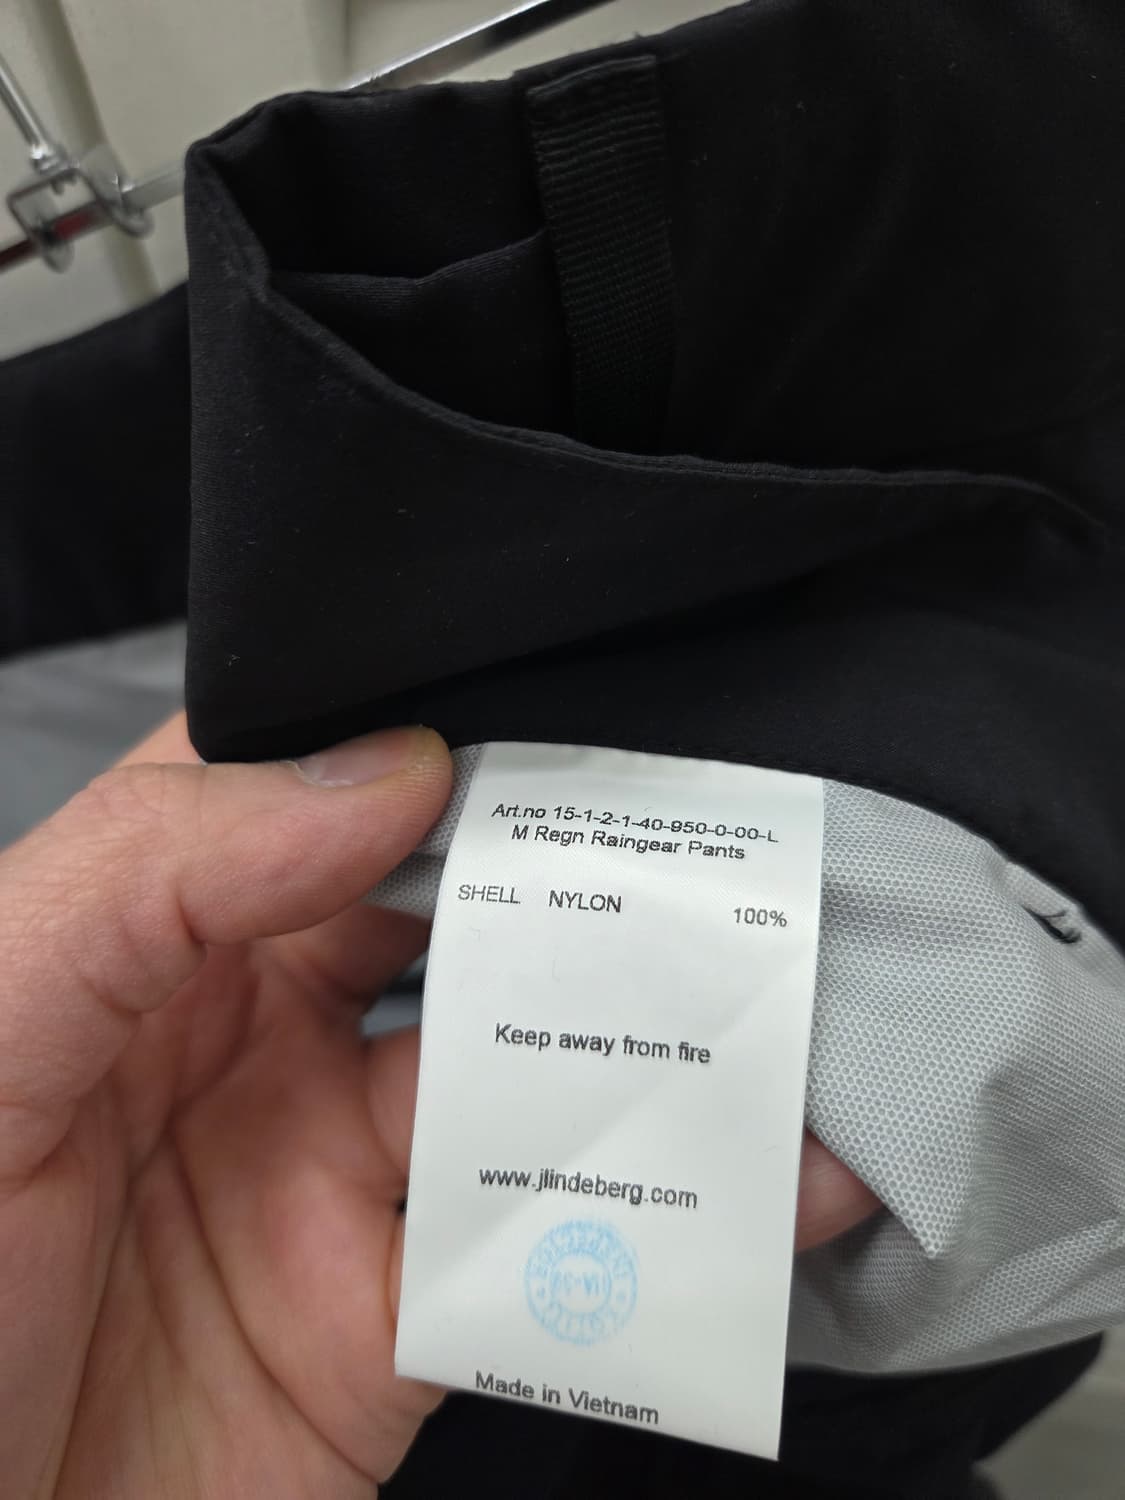 Art.no 15-1-2-1-40-950-0-00-L
M Regn Raingear Pants
SHELL NYLON 100%
Keep away from fire
www.jlindeberg.com
Made in Vietnam